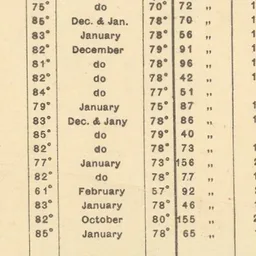 75° do 70° 72 „
85° Dec. & Jan. 78° 70 „
83° January 78° 56 „
82° December 79° 91 „
81° do 78° 96 „
82° do 78° 42 „
84° do 77° 51 „
79° January 75° 87 „
83° Dec. & Jany 78° 86 „
85° do 79° 40 „
82° do 78° 73 „
77° January 73° 156 „
82° do 78° 77 „
61° February 57° 92 „
83° January 78° 46 „
82° October 80° 155 „
85° January 78° 65 „